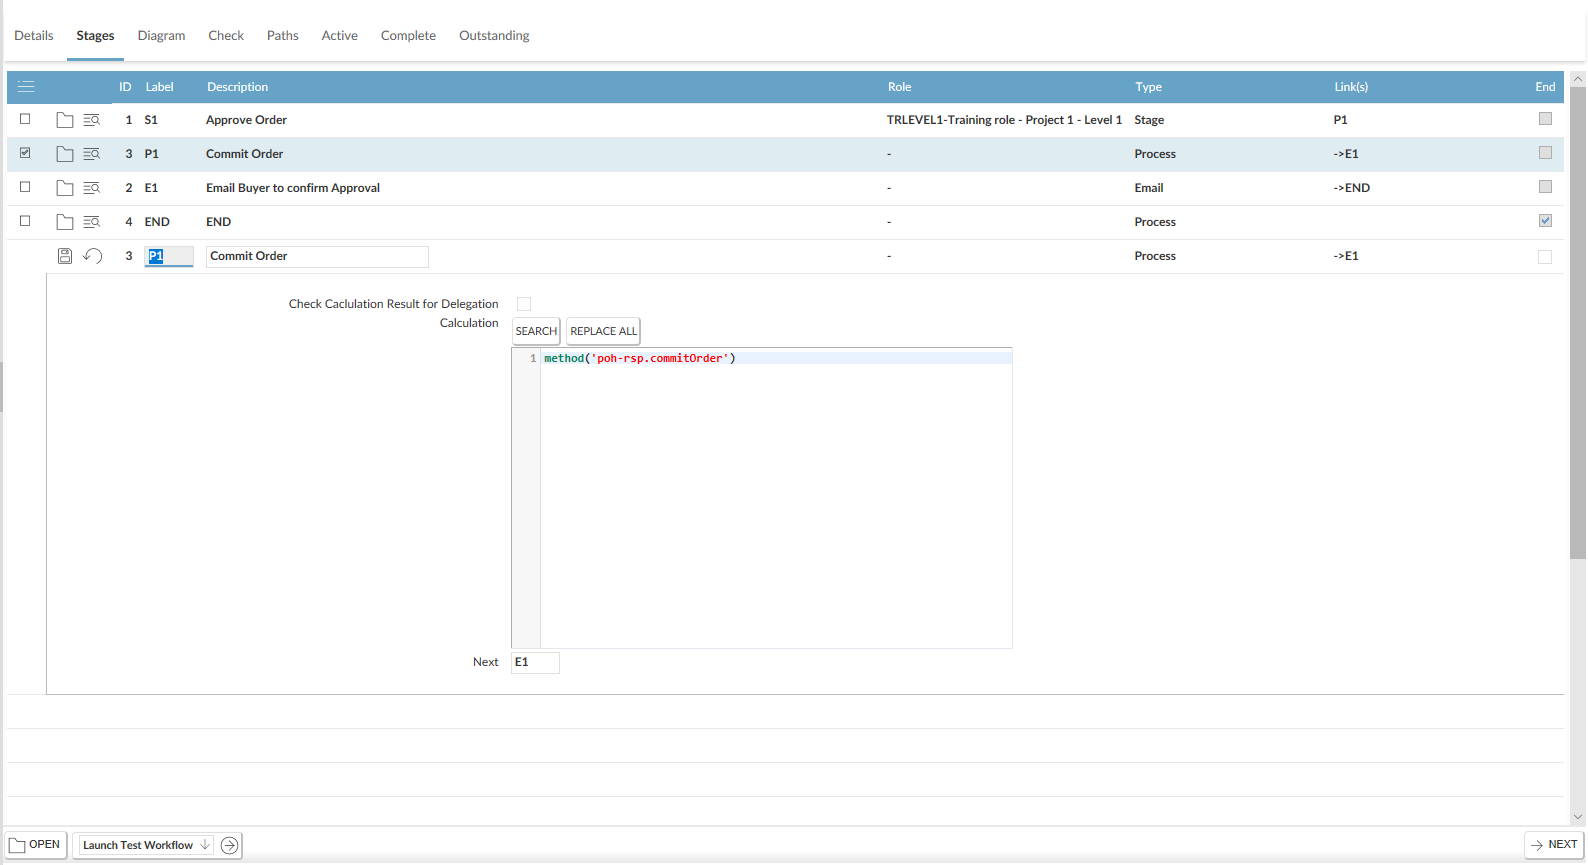 Details Stages Diagram Check Paths Active Complete Outstanding
ID Label Description Role Type Link(s) End
1 S1 Approve Order TRLEVEL1-Training role - Project 1 - Level 1 Stage P1
3 P1 Commit Order - Process ->E1
2 E1 Email Buyer to confirm Approval - Email ->END
4 END END - Process
3 P1 Commit Order - Process ->E1
Check Caclulation Result for Delegation
Calculation
SEARCH REPLACE ALL
1 method('poh-rsp.commitOrder')
Next E1
OPEN Launch Test Workflow NEXT